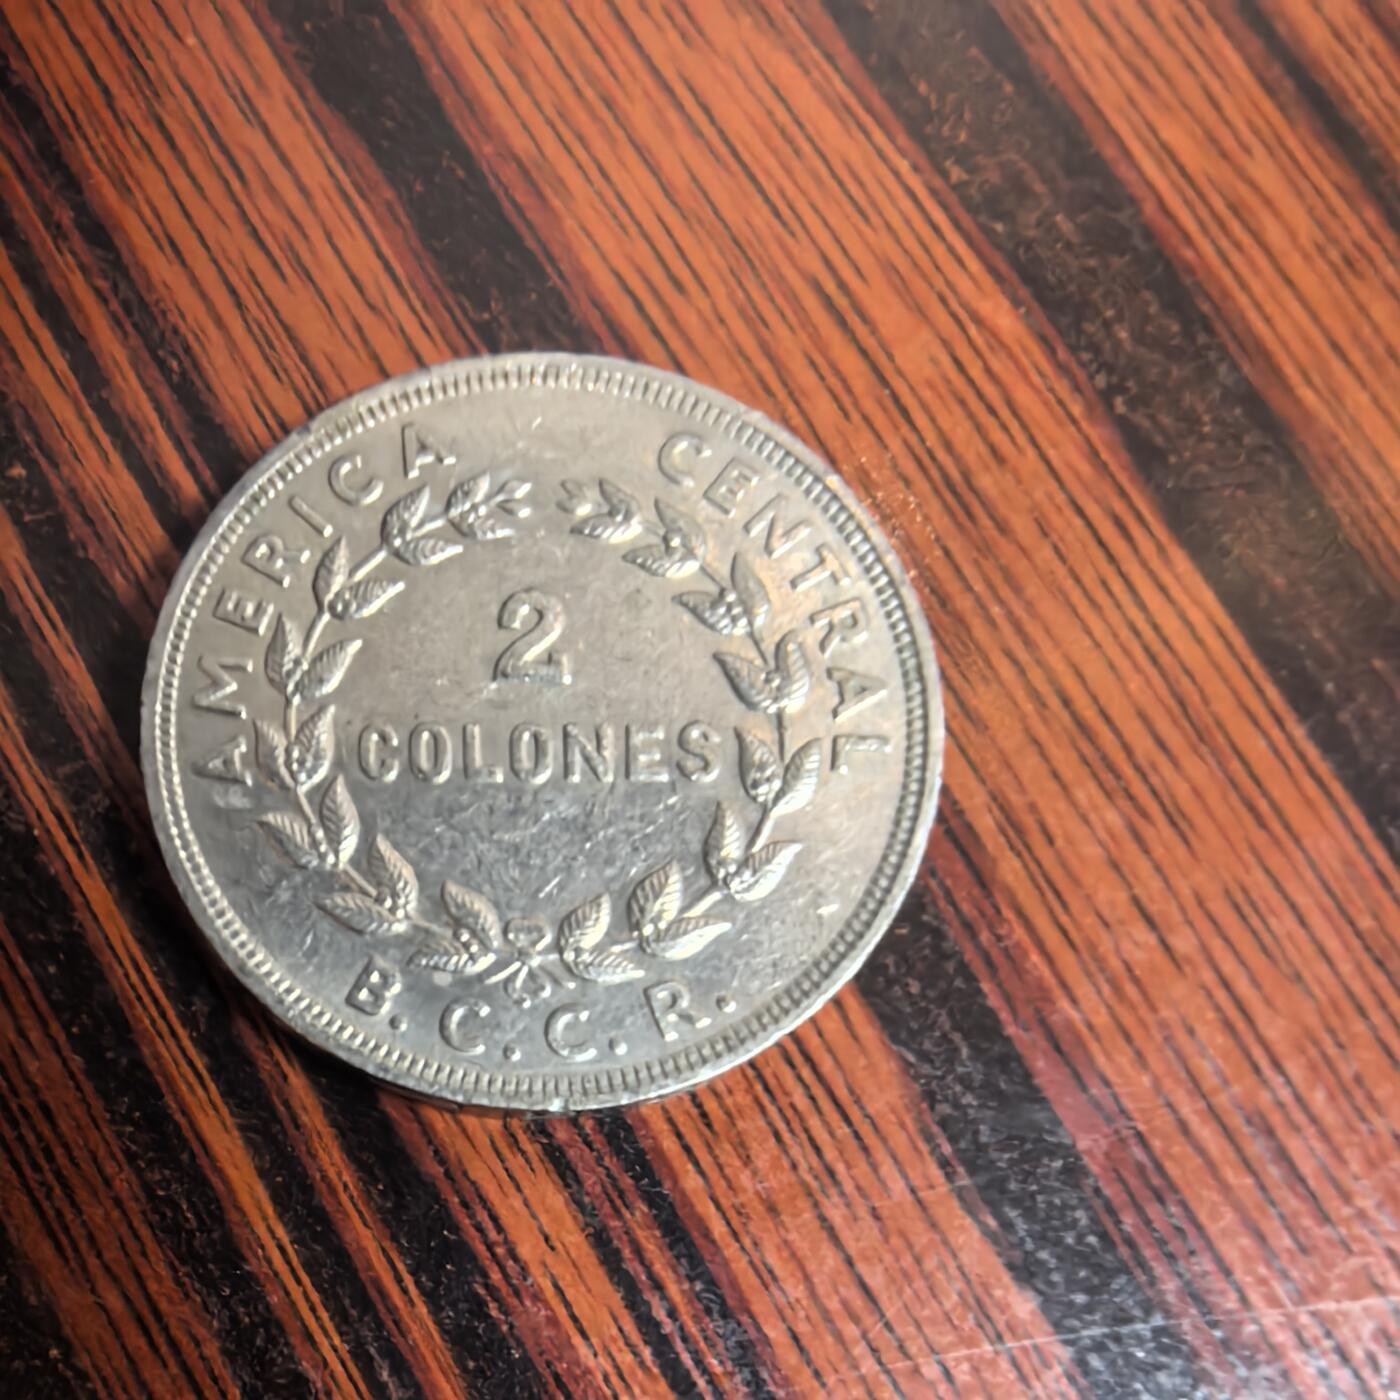 AMERICA CENTRAL
2
COLONES
B. C. C. R.